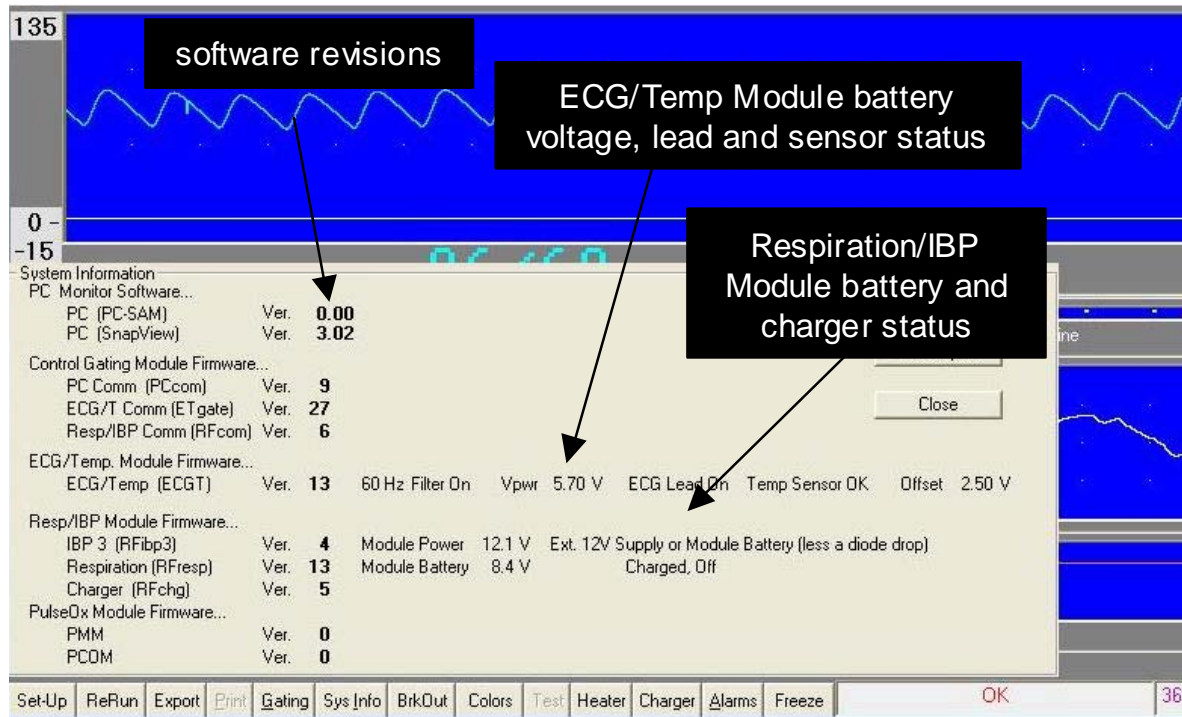 135
software revisions
ECG/Temp Module battery
voltage, lead and sensor status
0 -
-15
Respiration/IBP
Module battery and
charger status
System Information
PC Monitor Software...
PC (PC-SAM) Ver. 0.00
PC (SnapView) Ver. 3.02
Control Gating Module Firmware...
PC Comm (PCcom) Ver. 9
ECG/T Comm (ETgate) Ver. 27
Close
Resp/IBP Comm (RFcom) Ver. 6
ECG/Temp. Module Firmware...
ECG/Temp (ECGT) Ver. 13 60 Hz Filter On Vpwr 5.70 V ECG Lead On Temp Sensor OK Offset 2.50 V
Resp/IBP Module Firmware...
IBP 3 (RFibp3) Ver. 4 Module Power 12.1 V Ext. 12V Supply or Module Battery (less a diode drop)
Respiration (RFresp) Ver. 13 Module Battery 8.4 V Charged, Off
Charger (RFchg) Ver. 5
PulseOx Module Firmware...
PMM Ver. 0
PCOM Ver. 0
Set-Up ReRun Export Print Gating Sys Info BrkOut Colors Test Heater Charger Alarms Freeze OK 36